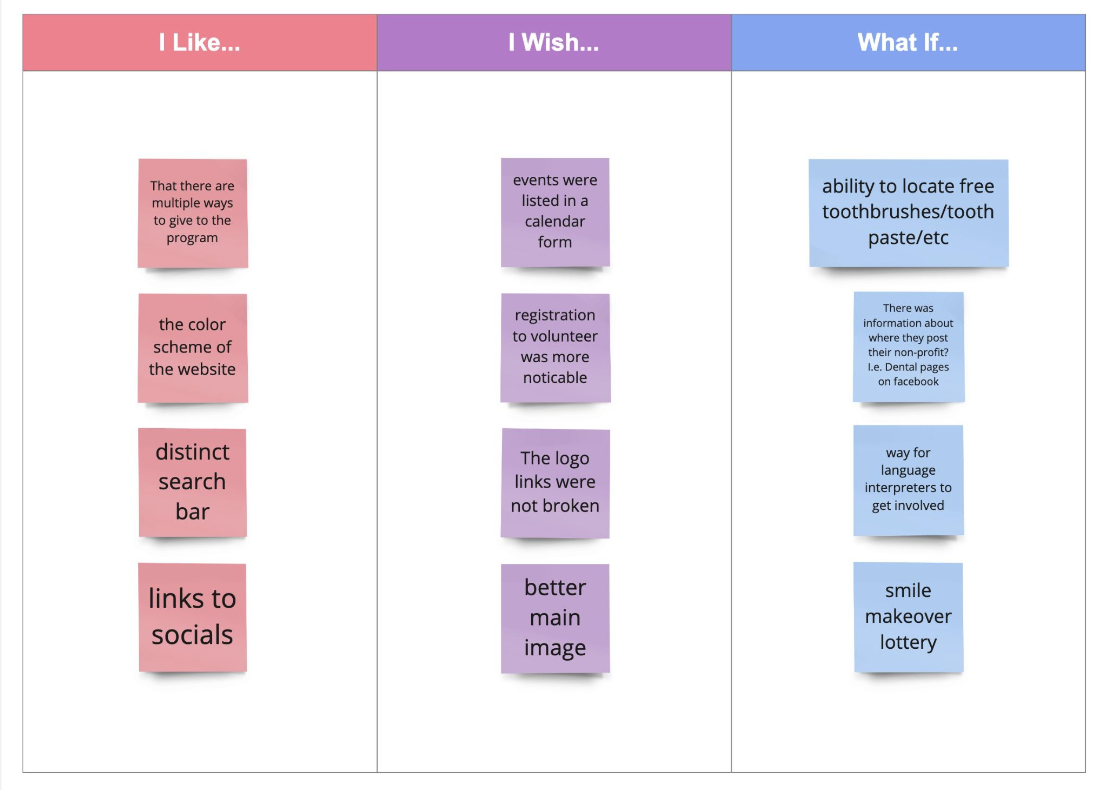 I Like...
I Wish...
What If...
That there are
multiple ways
to give to the
program
the color
scheme of
the website
distinct
search
bar
links to
socials
events were
listed in a
calendar
form
registration
to volunteer
was more
noticable
The logo
links were
not broken
better
main
image
ability to locate free
toothbrushes/tooth
paste/etc
There was
information about
where they post
their non-profit?
I.e. Dental pages
on facebook
way for
language
interpreters to
get involved
smile
makeover
lottery